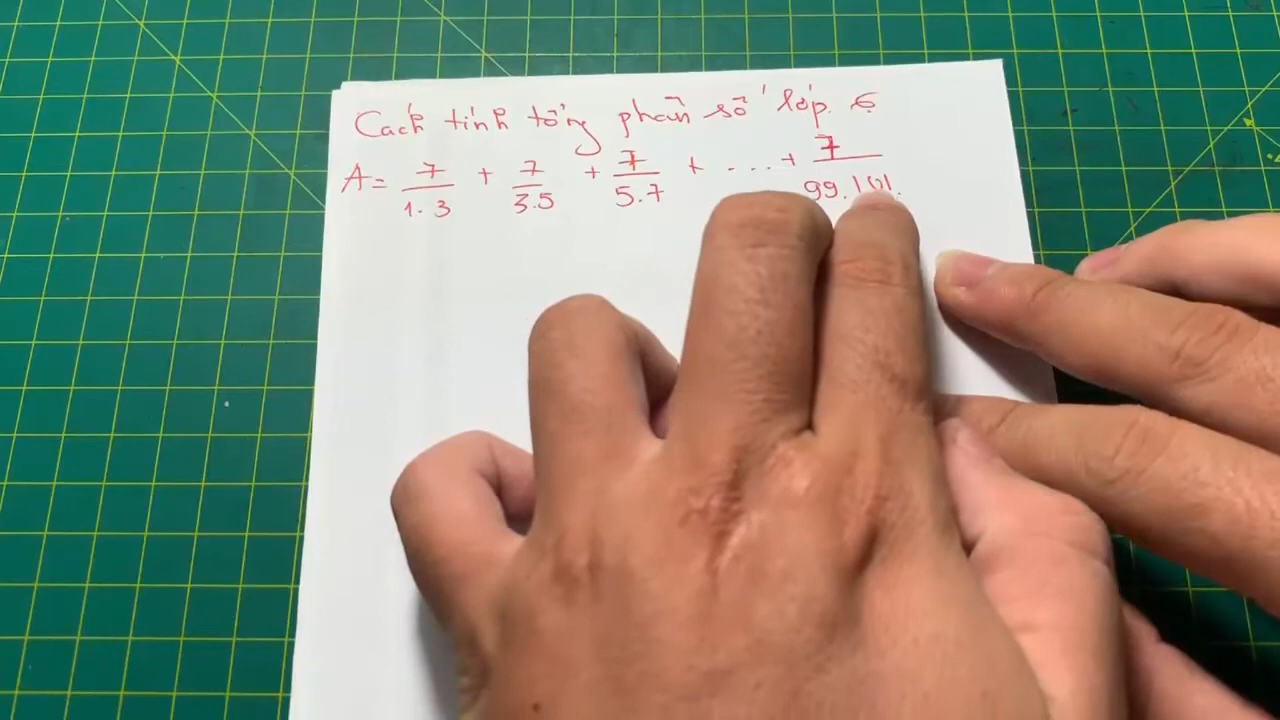 Cách tính tổng phân số lớp 6
A = 7/1.3 + 7/3.5 + 7/5.7 + .... + 7/99.101.